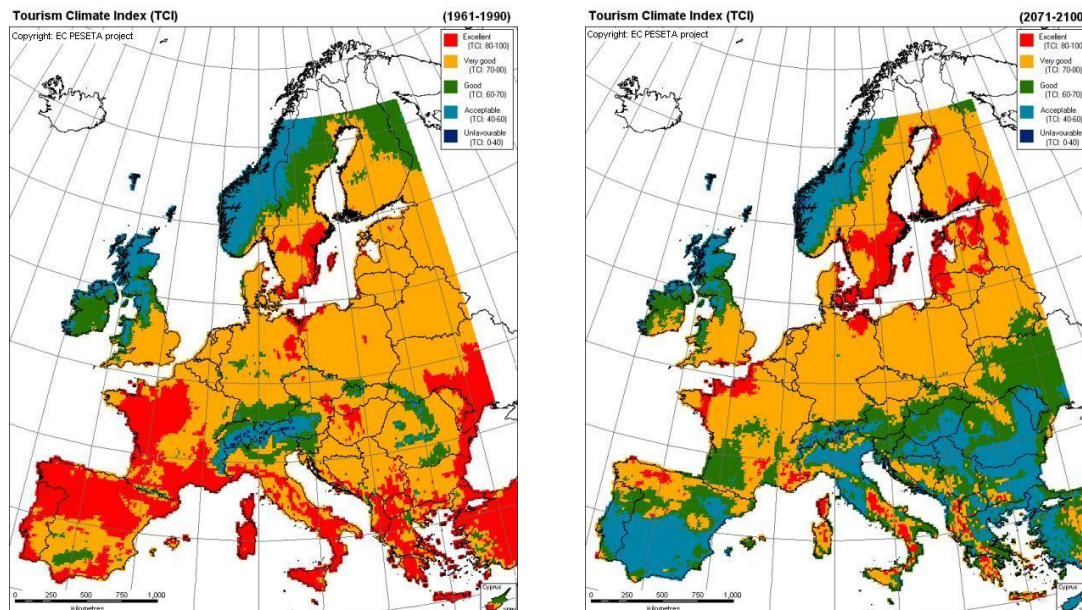 Tourism Climate Index (TCI) (1961-1990)
Copyright: EC PESETA project
Excellent
(TCI: 80-100)
Very good
(TCI: 70-80)
Good
(TCI: 60-70)
Acceptable
(TCI: 40-60)
Unfavourable
(TCI: 0-40)
Cyprus
0 250 500 1,000
Kilometres
Tourism Climate Index (TCI) (2071-2100
Copyright: EC PESETA project
Excellent
(TCI: 80-100
Very good
(TCI: 70-80)
Good
(TCI: 60-70)
Acceptable
(TCI: 40-60)
Unfavourable
(TCI: 0-40)
Cyprus
0 250 500 1,000
Kilometres